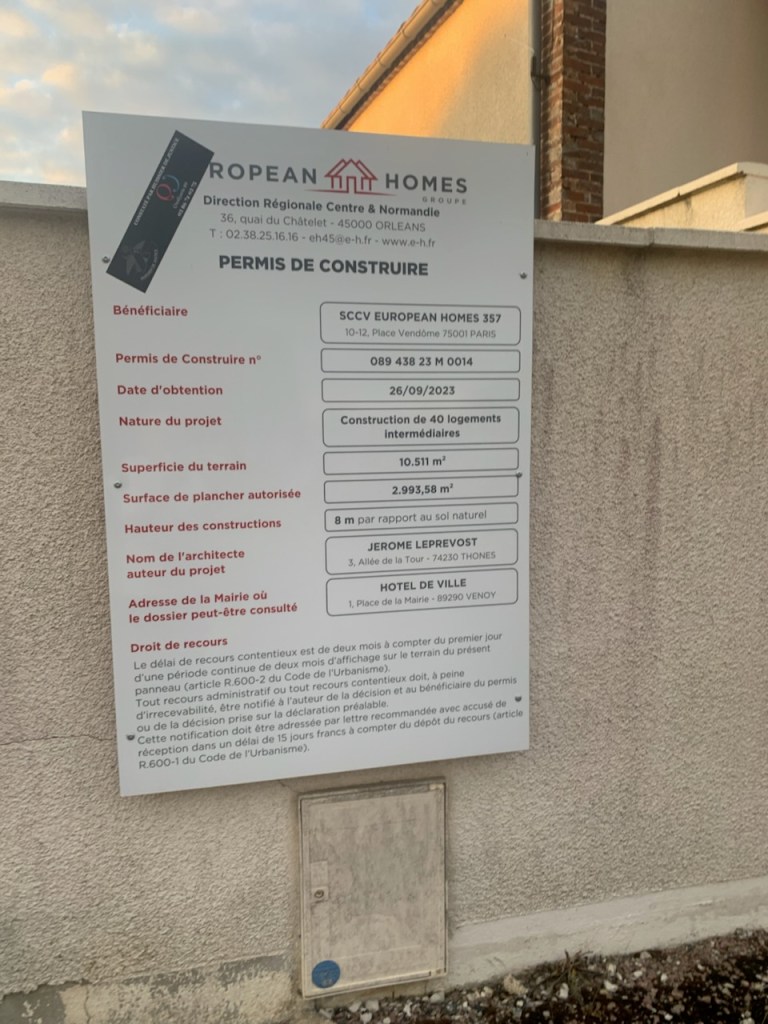 CONSTAT PAR HUISSIER DE JUSTICE
ROPEAN HOMES
GROUPE
Direction Régionale Centre & Normandie
36, quai du Châtelet - 45000 ORLEANS
T : 02.38.25.16.16 - eh45@e-h.fr - www.e-h.fr
PERMIS DE CONSTRUIRE
Bénéficiaire
SCCV EUROPEAN HOMES 357
10-12, Place Vendôme 75001 PARIS
Permis de Construire n° 089 438 23 M 0014
Date d'obtention 26/09/2023
Nature du projet Construction de 40 logements
intermédiaires
Superficie du terrain 10.511 m²
Surface de plancher autorisée 2.993,58 m²
Hauteur des constructions 8 m par rapport au sol naturel
Nom de l'architecte
auteur du projet
JEROME LEPREVOST
3, Allée de la Tour - 74230 THONES
Adresse de la Mairie où
le dossier peut-être consulté
HOTEL DE VILLE
1, Place de la Mairie - 89290 VENOY
Droit de recours
Le délai de recours contentieux est de deux mois à compter du premier jour
d'une période continue de deux mois d'affichage sur le terrain du présent
panneau (article R.600-2 du Code de l'Urbanisme).
Tout recours administratif ou tout recours contentieux doit, à peine
d'irrecevabilité, être notifié à l'auteur de la décision et au bénéficiaire du permis
ou de la décision prise sur la déclaration préalable.
Cette notification doit être adressée par lettre recommandée avec accusé de
réception dans un délai de 15 jours francs à compter du dépôt du recours (article
R.600-1 du Code de l'Urbanisme).